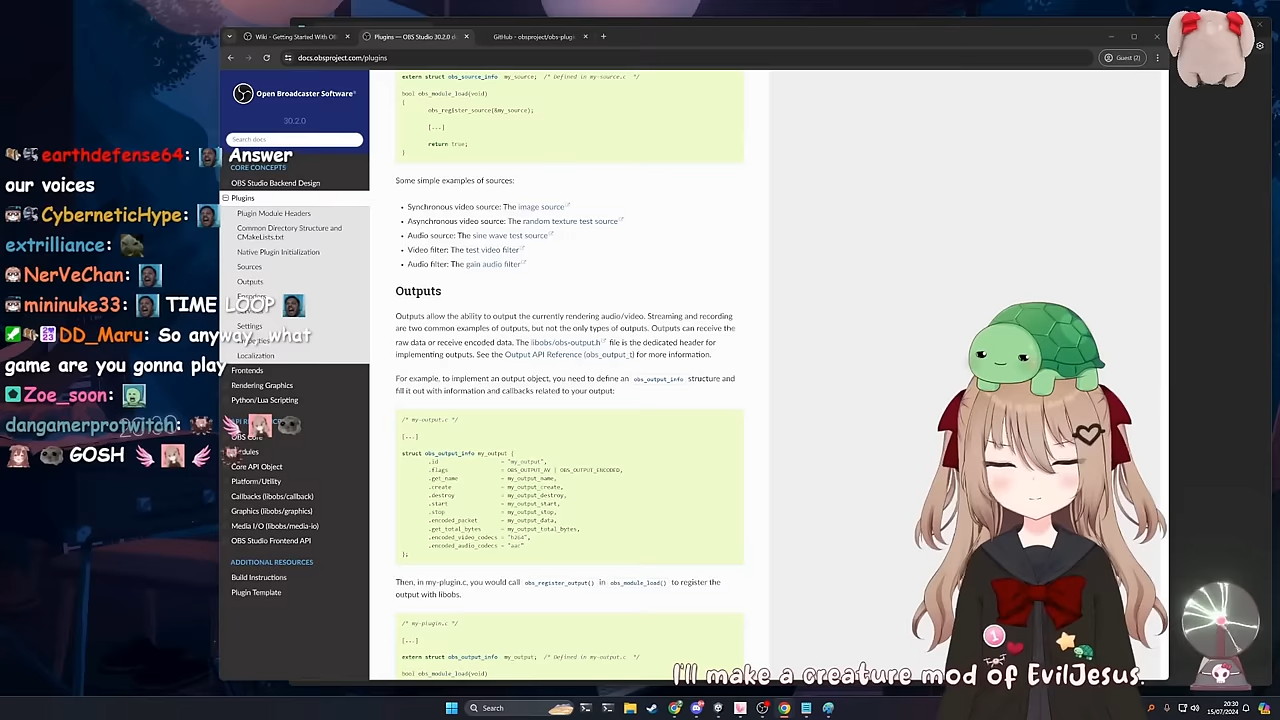 Wiki - Getting Started With OB
Plugins — OBS Studio 30.2.0 d
GitHub - obsproject/obs-plugi
docs.obsproject.com/plugins
Guest (2)
Open Broadcaster Software
30.2.0
Search docs
CORE CONCEPTS
OBS Studio Backend Design
Plugins
Plugin Module Headers
Common Directory Structure and
CMakeLists.txt
Native Plugin Initialization
Sources
Outputs
Settings
Localization
Frontends
Rendering Graphics
Python/Lua Scripting
OBS Core
Core API Object
Platform/Utility
Callbacks (libobs/callback)
Graphics (libobs/graphics)
Media I/O (libobs/media-io)
OBS Studio Frontend API
ADDITIONAL RESOURCES
Build Instructions
Plugin Template
extern struct obs_source_info my_source; /* Defined in my-source.c */
bool obs_module_load(void)
{
obs_register_source(&my_source);
[...]
return true;
}
Some simple examples of sources:
• Synchronous video source: The image source
• Asynchronous video source: The random texture test source
• Audio source: The sine wave test source
• Video filter: The test video filter
• Audio filter: The gain audio filter
Outputs
Outputs allow the ability to output the currently rendering audio/video. Streaming and recording
are two common examples of outputs, but not the only types of outputs. Outputs can receive the
raw data or receive encoded data. The libobs/obs-output.h file is the dedicated header for
implementing outputs. See the Output API Reference (obs_output_t) for more information.
For example, to implement an output object, you need to define an obs_output_info structure and
fill it out with information and callbacks related to your output:
/* my-output.c */
[...]
struct obs_output_info my_output {
.id = "my_output",
.flags = OBS_OUTPUT_AV | OBS_OUTPUT_ENCODED,
.get_name = my_output_name,
.create = my_output_create,
.destroy = my_output_destroy,
.start = my_output_start,
.stop = my_output_stop,
.encoded_packet = my_output_data,
.get_total_bytes = my_output_total_bytes,
.encoded_video_codecs = "h264",
.encoded_audio_codecs = "aac"
};
Then, in my-plugin.c, you would call obs_register_output() in obs_module_load() to register the
output with libobs.
/* my-plugin.c */
[...]
extern struct obs_output_info my_output; /* Defined in my-output.c */
bool obs_module_load(void)
earthdefense64: Answer
our voices
CyberneticHype:
extrilliance:
NerVeChan:
mininuke33: TIME LOOP
DD_Maru: So anyway.. what
game are you gonna play
Zoe_soon:
dangamerproftwitch:
GOSH
20:30
I'll make a creature mod of EvilJesus.
Search
20:30
15/07/2024